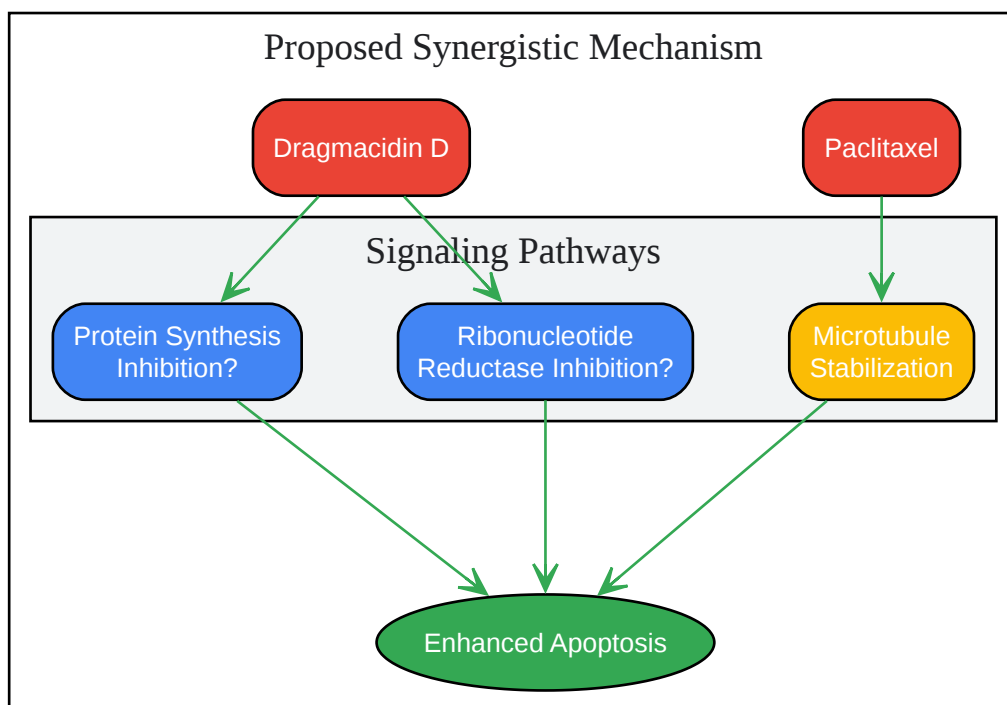 Proposed Synergistic Mechanism
Dragmacidin D
Paclitaxel
Signaling Pathways
Protein Synthesis
Inhibition?
Ribonucleotide
Reductase Inhibition?
Microtubule
Stabilization
Enhanced Apoptosis